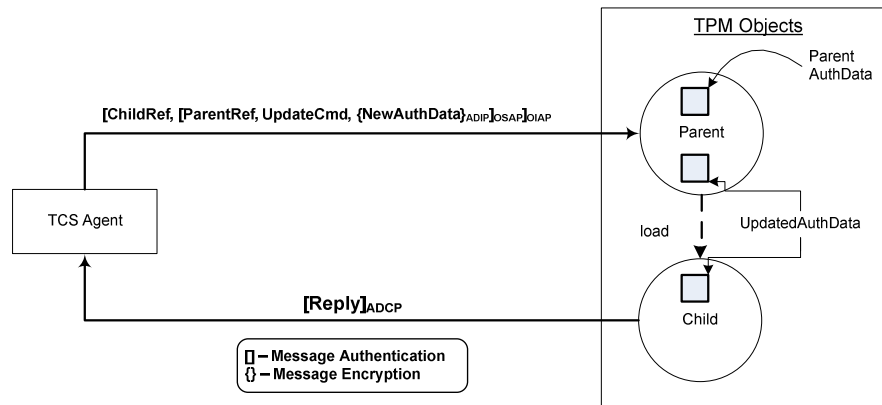 TPM Objects
Parent
AuthData
[ChildRef, [ParentRef, UpdateCmd, {NewAuthData}ADIP]OSAP]OIAP
Parent
TCS Agent
load
UpdatedAuthData
[Reply]ADCP
Child
[] – Message Authentication
{} – Message Encryption